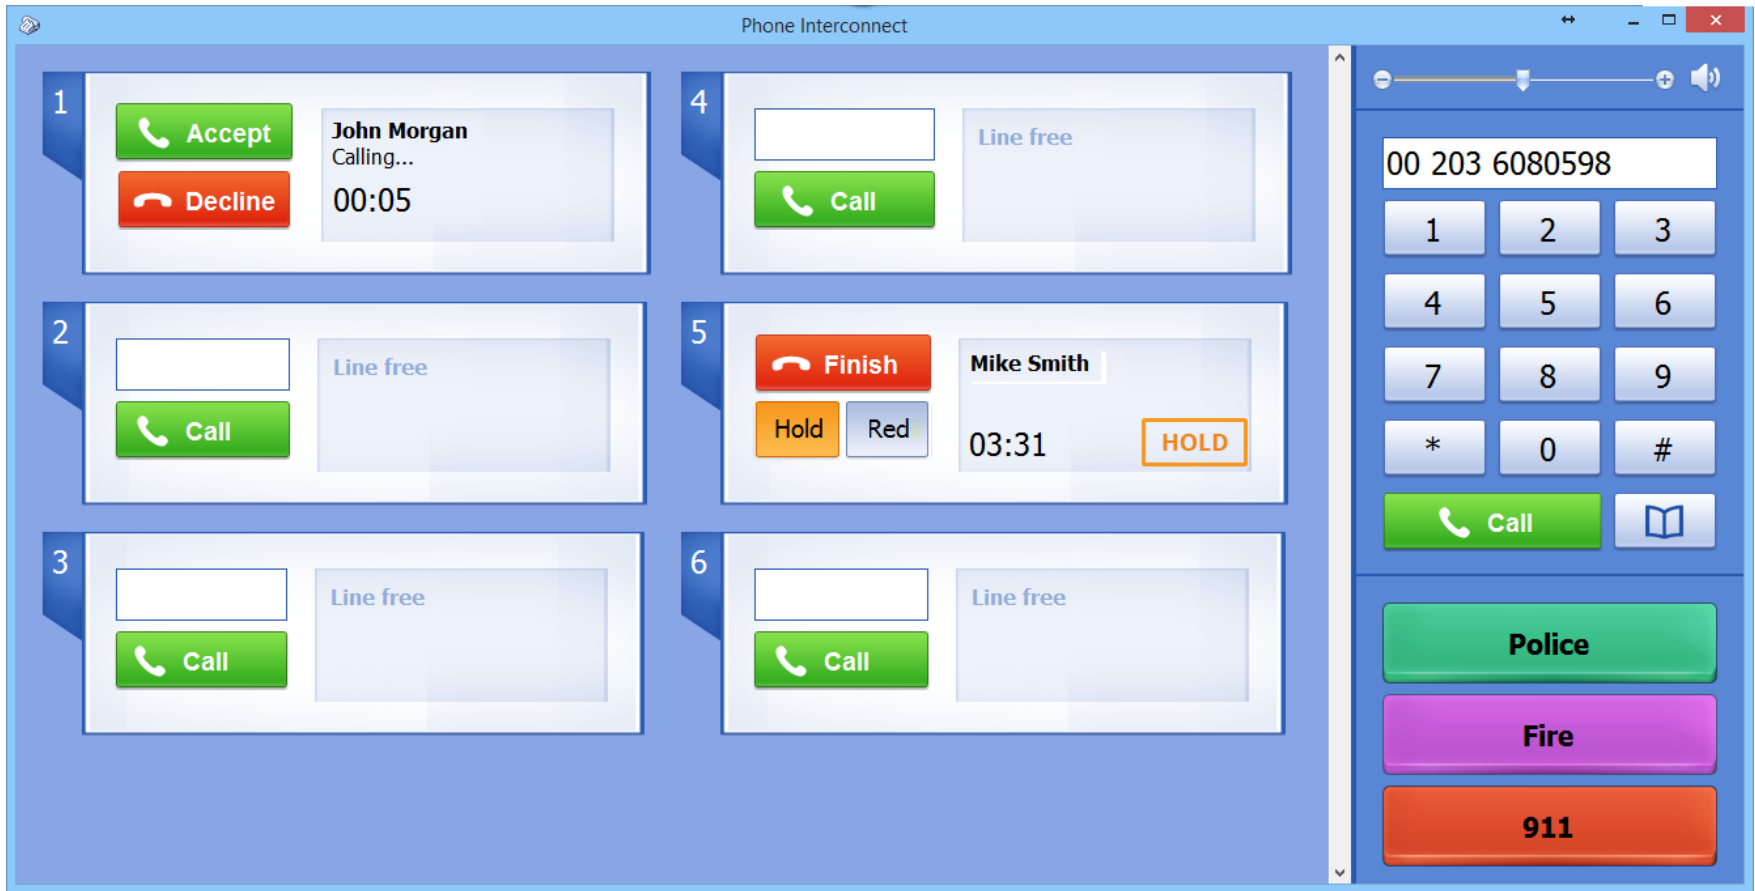 Phone Interconnect
1
Accept
Decline
John Morgan
Calling...
00:05
2
Line free
Call
3
Line free
Call
4
Line free
Call
5
Finish
Hold
Red
Mike Smith
03:31
HOLD
6
Line free
Call
00 203 6080598
1 2 3
4 5 6
7 8 9
* 0 #
Call
Police
Fire
911